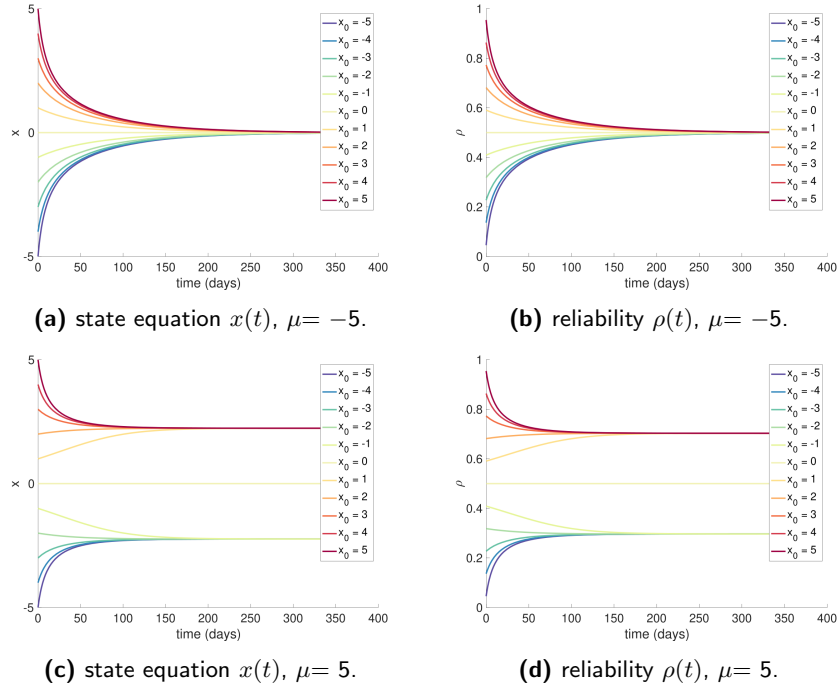 5
0
-5
x
0 50 100 150 200 250 300 350 400
time (days)
x₀ = -5
x₀ = -4
x₀ = -3
x₀ = -2
x₀ = -1
x₀ = 0
x₀ = 1
x₀ = 2
x₀ = 3
x₀ = 4
x₀ = 5
(a) state equation x(t), μ= −5.
1
0.8
0.6
0.4
0.2
0
ρ
0 50 100 150 200 250 300 350 400
time (days)
x₀ = -5
x₀ = -4
x₀ = -3
x₀ = -2
x₀ = -1
x₀ = 0
x₀ = 1
x₀ = 2
x₀ = 3
x₀ = 4
x₀ = 5
(b) reliability ρ(t), μ= −5.
5
0
-5
x
0 50 100 150 200 250 300 350 400
time (days)
x₀ = -5
x₀ = -4
x₀ = -3
x₀ = -2
x₀ = -1
x₀ = 0
x₀ = 1
x₀ = 2
x₀ = 3
x₀ = 4
x₀ = 5
(c) state equation x(t), μ= 5.
1
0.8
0.6
0.4
0.2
0
ρ
0 50 100 150 200 250 300 350 400
time (days)
x₀ = -5
x₀ = -4
x₀ = -3
x₀ = -2
x₀ = -1
x₀ = 0
x₀ = 1
x₀ = 2
x₀ = 3
x₀ = 4
x₀ = 5
(d) reliability ρ(t), μ= 5.